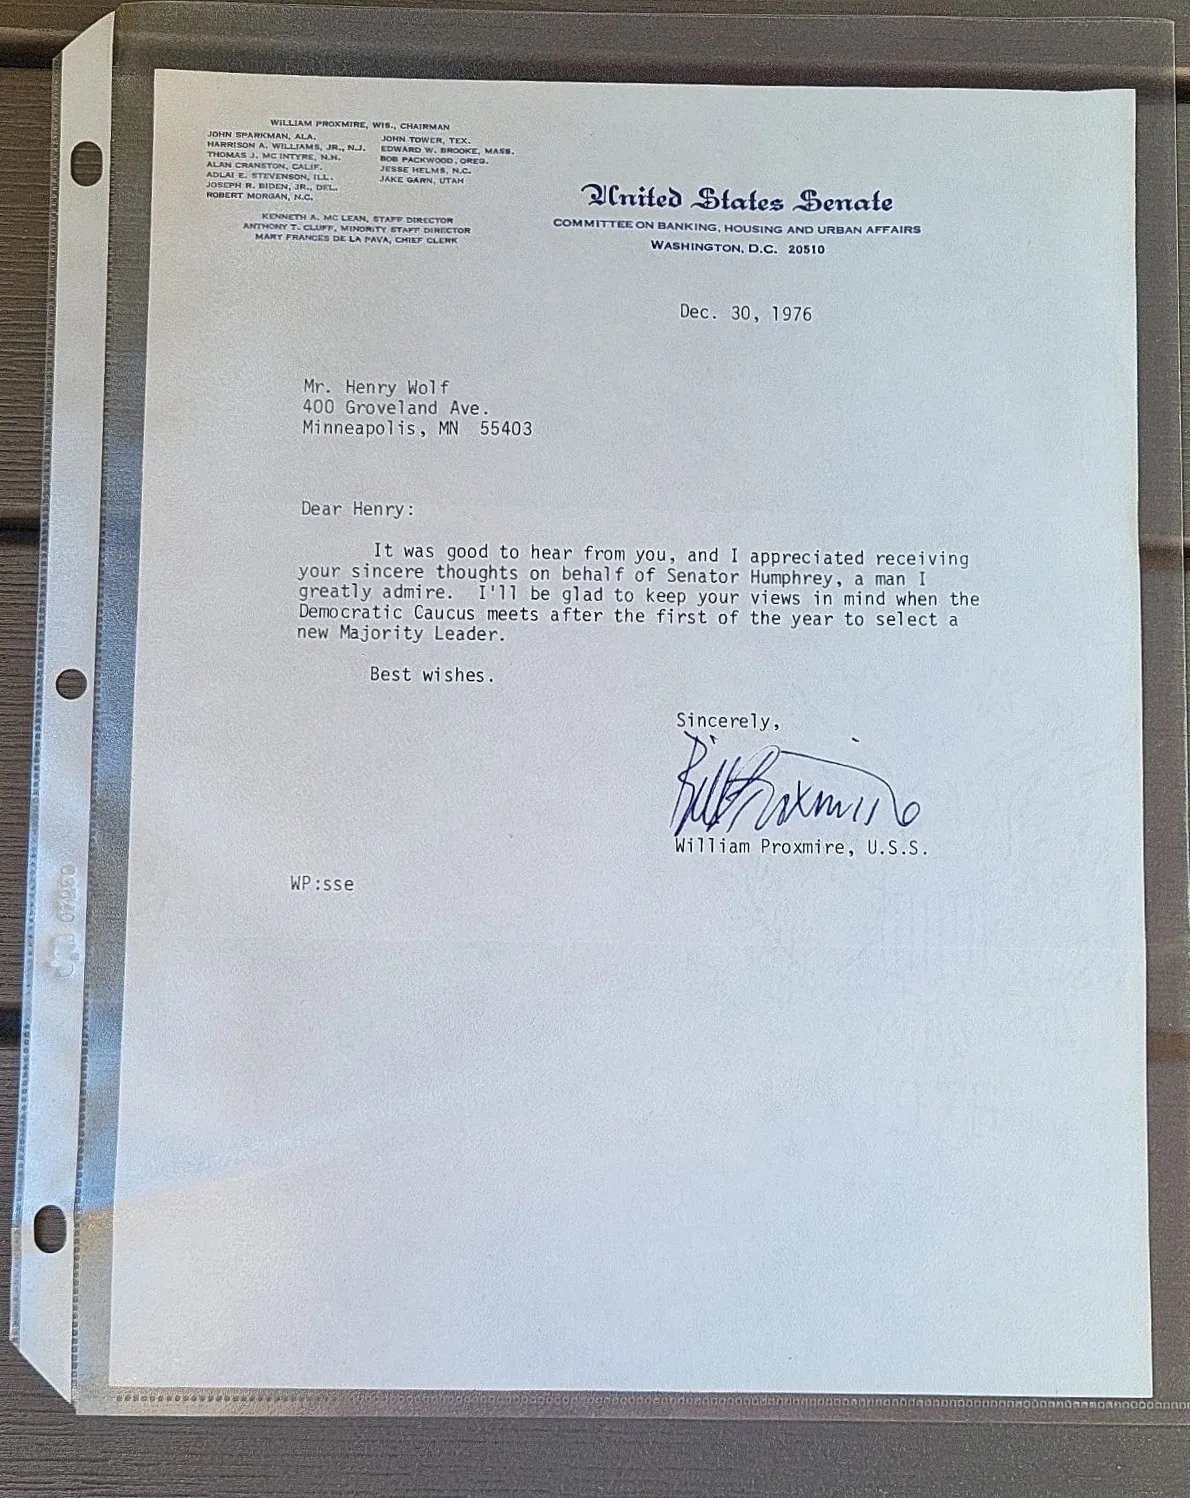 WILLIAM PROXMIRE, WIS., CHAIRMAN
JOHN SPARKMAN, ALA.
HARRISON A. WILLIAMS, JR., N.J.
THOMAS J. MC INTYRE, N.H.
ALAN CRANSTON, CALIF.
ADLAI E. STEVENSON, ILL.
JOSEPH R. BIDEN, JR., DEL.
ROBERT MORGAN, N.C.
JOHN TOWER, TEX.
EDWARD W. BROOKE, MASS.
BOB PACKWOOD, OREG.
JESSE HELMS, N.C.
JAKE GARN, UTAH
KENNETH A. MC LEAN, STAFF DIRECTOR
ANTHONY T. CLUFF, MINORITY STAFF DIRECTOR
MARY FRANCES DE LA PAVA, CHIEF CLERK
United States Senate
COMMITTEE ON BANKING, HOUSING AND URBAN AFFAIRS
WASHINGTON, D.C. 20510
Dec. 30, 1976
Mr. Henry Wolf
400 Groveland Ave.
Minneapolis, MN 55403
Dear Henry:
It was good to hear from you, and I appreciated receiving
your sincere thoughts on behalf of Senator Humphrey, a man I
greatly admire. I'll be glad to keep your views in mind when the
Democratic Caucus meets after the first of the year to select a
new Majority Leader.
Best wishes.
Sincerely,
Bill Proxmire
William Proxmire, U.S.S.
WP:sse